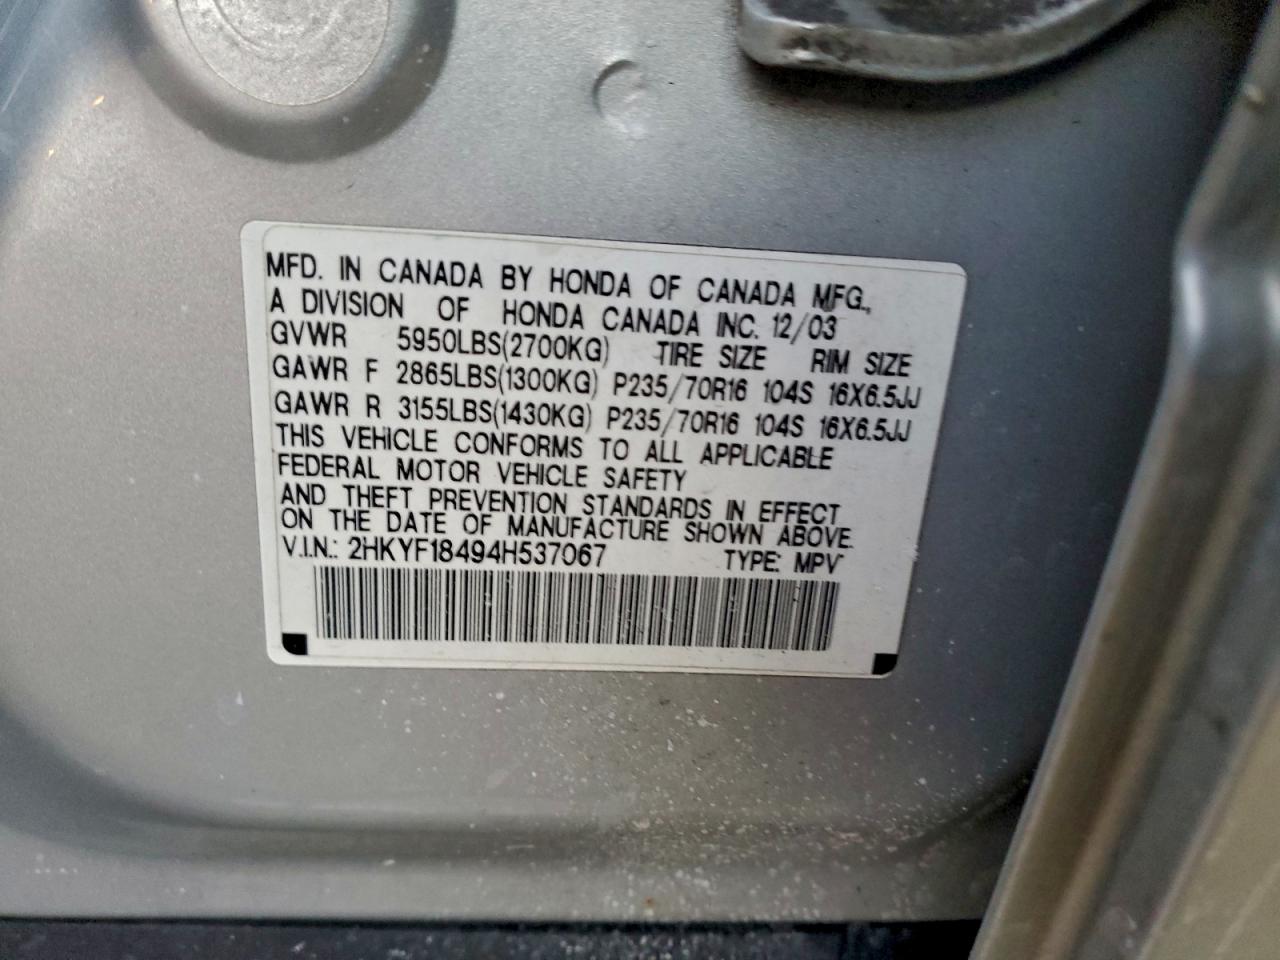 MFD. IN CANADA BY HONDA OF CANADA MFG.,
A DIVISION OF HONDA CANADA INC. 12/03
GVWR 5950LBS(2700KG) TIRE SIZE RIM SIZE
GAWR F 2865LBS(1300KG) P235/70R16 104S 16X6.5JJ
GAWR R 3155LBS(1430KG) P235/70R16 104S 16X6.5JJ
THIS VEHICLE CONFORMS TO ALL APPLICABLE
FEDERAL MOTOR VEHICLE SAFETY
AND THEFT PREVENTION STANDARDS IN EFFECT
ON THE DATE OF MANUFACTURE SHOWN ABOVE.
V.I.N.: 2HKYF18494H537067 TYPE: MPV